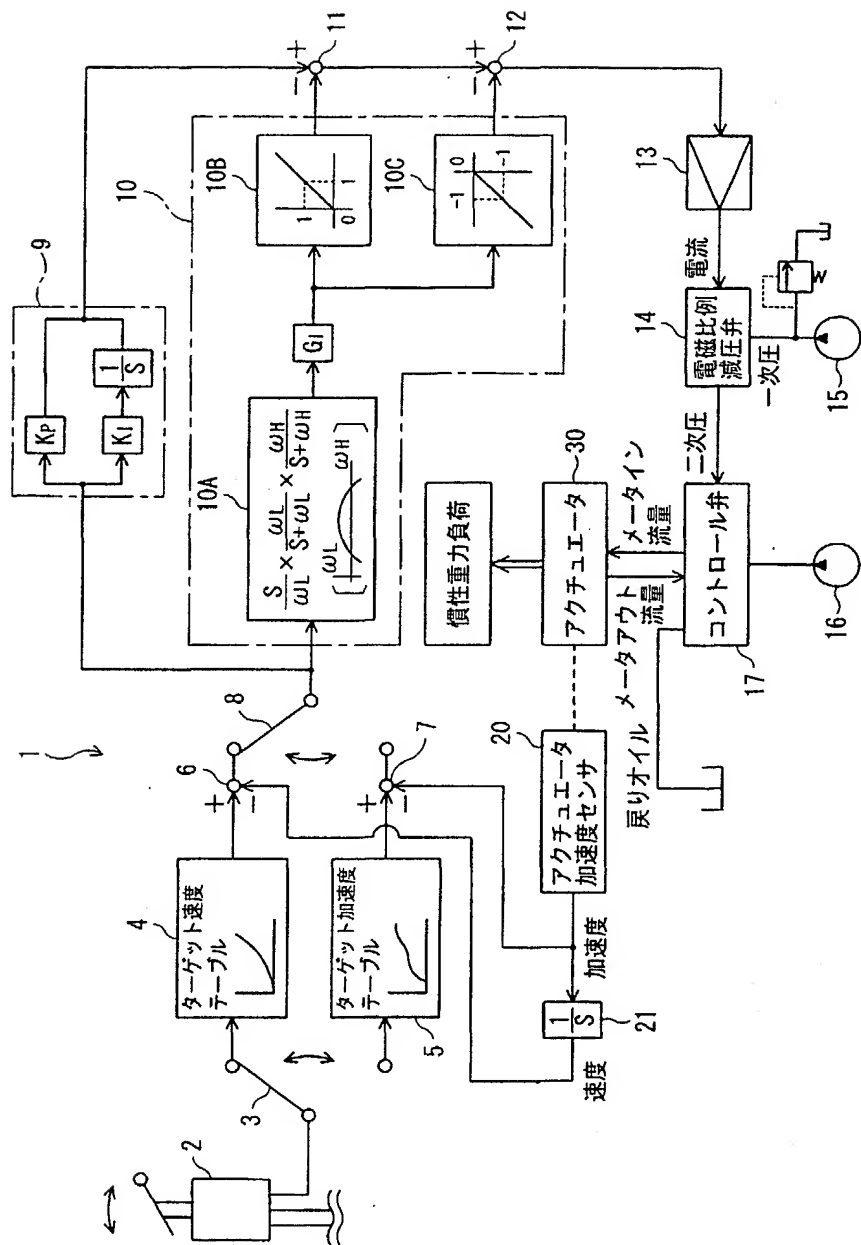 1
2
3
4
ターゲット速度
テーブル
5
ターゲット加速度
テーブル
6
+
−
7
+
−
8
9
KP
KI
1/S
10
10A
S/ωL × ωL/(S+ωL) × ωH/(S+ωH)
ωL
ωH
GI
10B
1
0
1
10C
-1
0
-1
11
+
−
12
+
−
13
電流
14
電磁比例
減圧弁
一次圧
15
二次圧
コントロール弁
17
16
メータイン
流量
メータアウト
流量
戻りオイル
30
アクチュエータ
慣性重力負荷
20
アクチュエータ
加速度センサ
加速度
1/S
21
速度